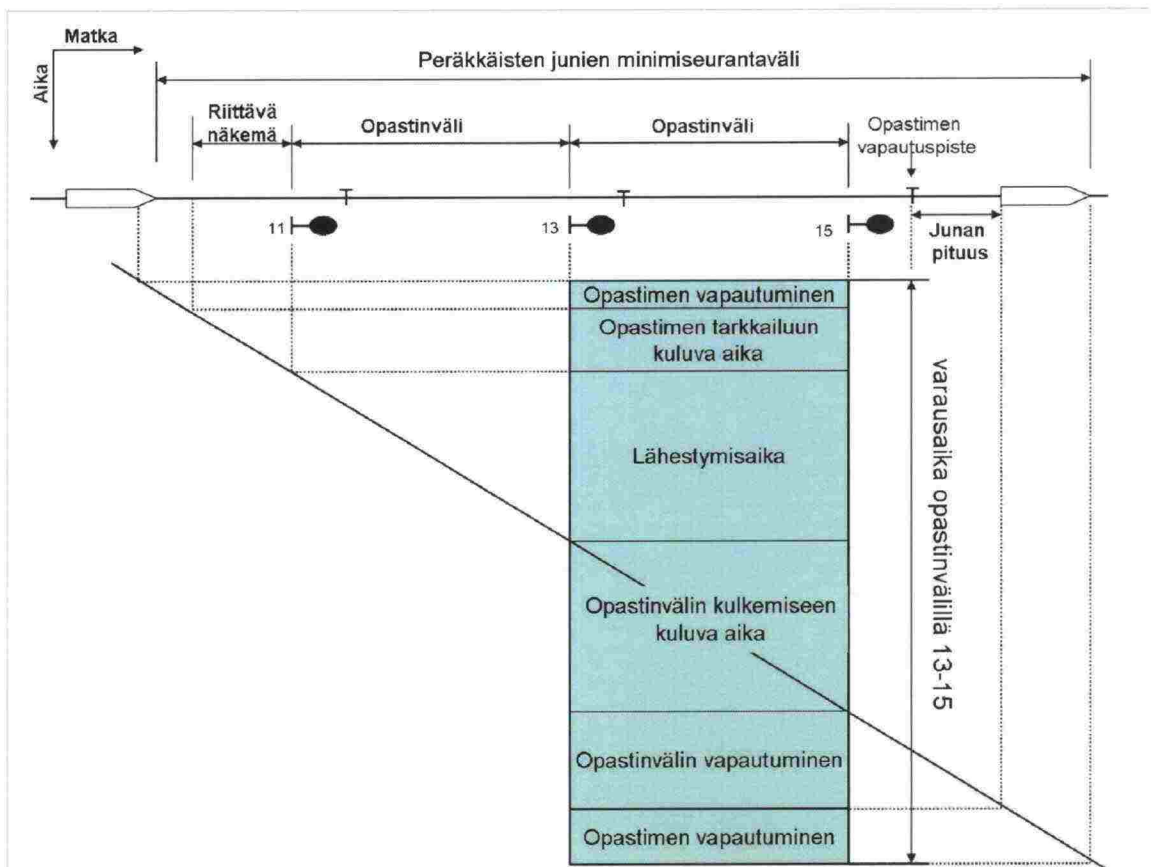 Matka
Aika
Peräkkäisten junien minimiseurantaväli
Riittävä
näkemä
Opastinväli
Opastinväli
Opastimen
vapautuspiste
11
13
15
Junan
pituus
Opastimen vapautuminen
Opastimen tarkkailuun
kuluva aika
Lähestymisaika
Opastinvälin kulkemiseen
kuluva aika
Opastinvälin vapautuminen
Opastimen vapautuminen
varausaika opastinvälillä 13-15